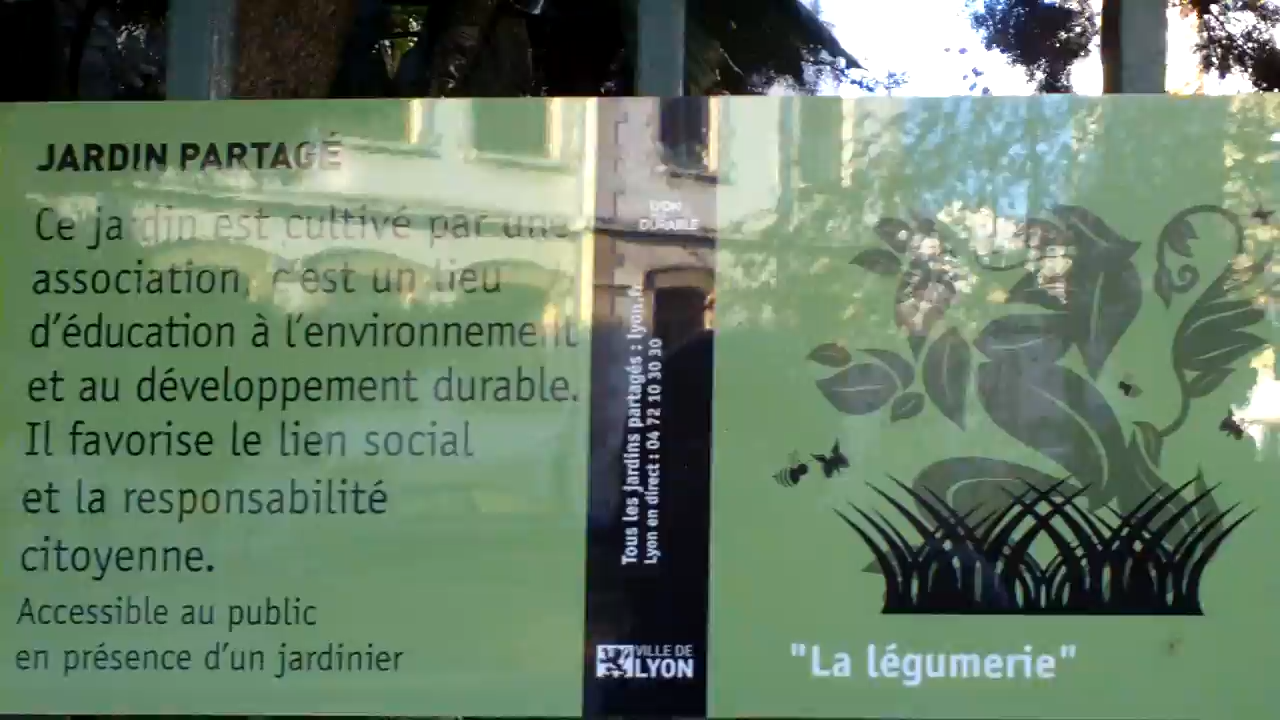 JARDIN PARTAGÉ
Ce jardin est cultivé par une
association, c'est un lieu
d'éducation à l'environnement
et au développement durable.
Il favorise le lien social
et la responsabilité
citoyenne.
Accessible au public
en présence d'un jardinier
LYON
DURABLE
Tous les jardins partagés : lyon.fr
Lyon en direct : 04 72 10 30 30
VILLE DE
LYON
"La légumerie"